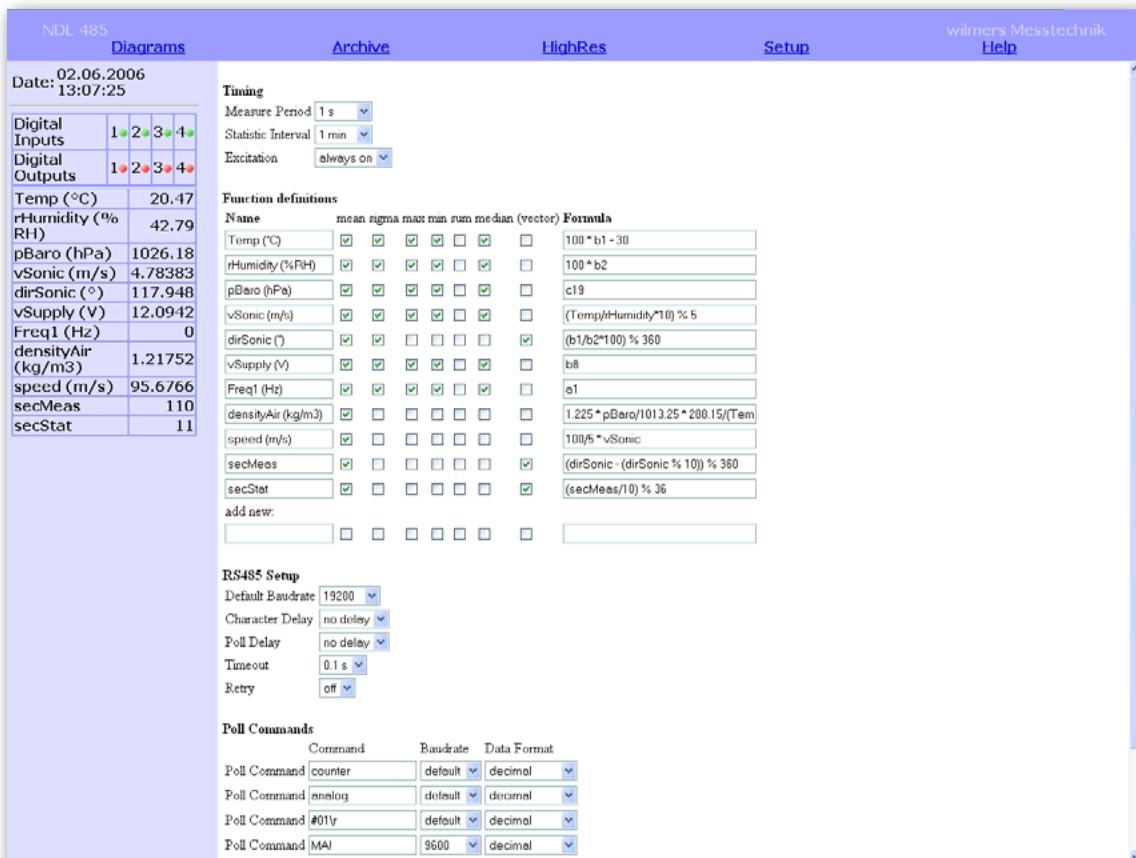 NDL 485
wilmers Messtechnik
Diagrams Archive HighRes Setup Help
Date: 02.06.2006
13:07:25
Digital Inputs 1 2 3 4
Digital Outputs 1 2 3 4
Temp (°C) 20.47
rHumidity (% RH) 42.79
pBaro (hPa) 1026.18
vSonic (m/s) 4.78383
dirSonic (°) 117.948
vSupply (V) 12.0942
Freq1 (Hz) 0
densityAir (kg/m3) 1.21752
speed (m/s) 95.6766
secMeas 110
secStat 11
Timing
Measure Period 1 s
Statistic Interval 1 min
Excitation always on
Function definitions
Name mean sigma max min sum median (vector) Formula
Temp (°C) 100 * b1 - 30
rHumidity (%RH) 100 * b2
pBaro (hPa) c19
vSonic (m/s) (Temp/rHumidity*10) % 5
dirSonic (°) (b1/b2*100) % 360
vSupply (V) b8
Freq1 (Hz) a1
densityAir (kg/m3) 1.225 * pBaro/1013.25 * 288.15/(Tem
speed (m/s) 100/5 * vSonic
secMeas (dirSonic - (dirSonic % 10)) % 360
secStat (secMeas/10) % 36
add new:
RS485 Setup
Default Baudrate 19200
Character Delay no delay
Poll Delay no delay
Timeout 0.1 s
Retry off
Poll Commands
Command Baudrate Data Format
Poll Command counter default decimal
Poll Command analog default decimal
Poll Command #01\r default decimal
Poll Command MA! 9600 decimal